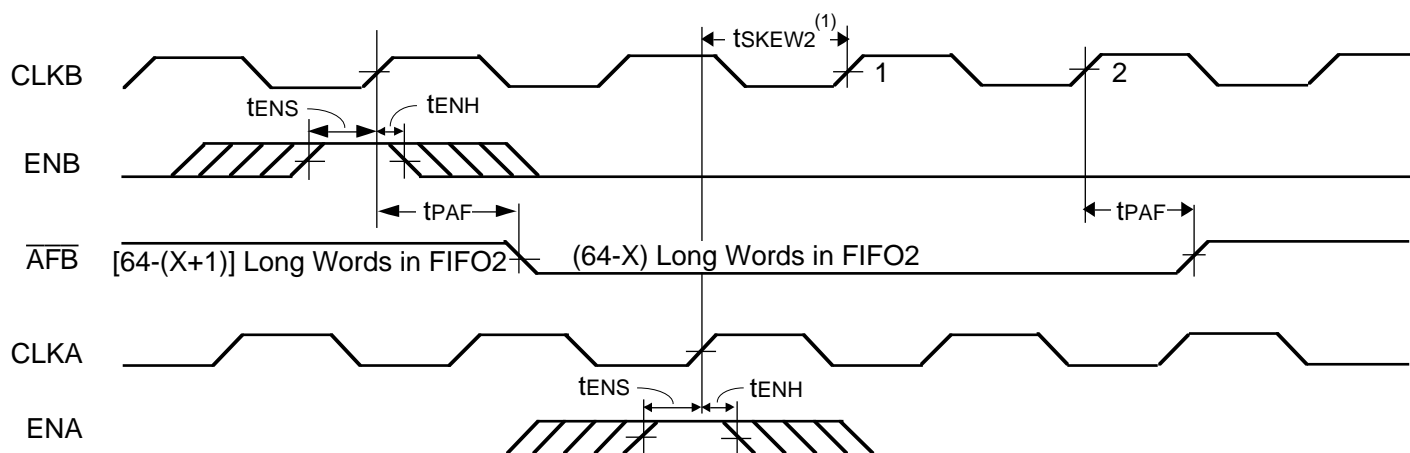 tSKEW2(1)
CLKB
1
2
tENS
tENH
ENB
tPAF
tPAF
AFB
[64-(X+1)] Long Words in FIFO2
(64-X) Long Words in FIFO2
CLKA
tENS
tENH
ENA